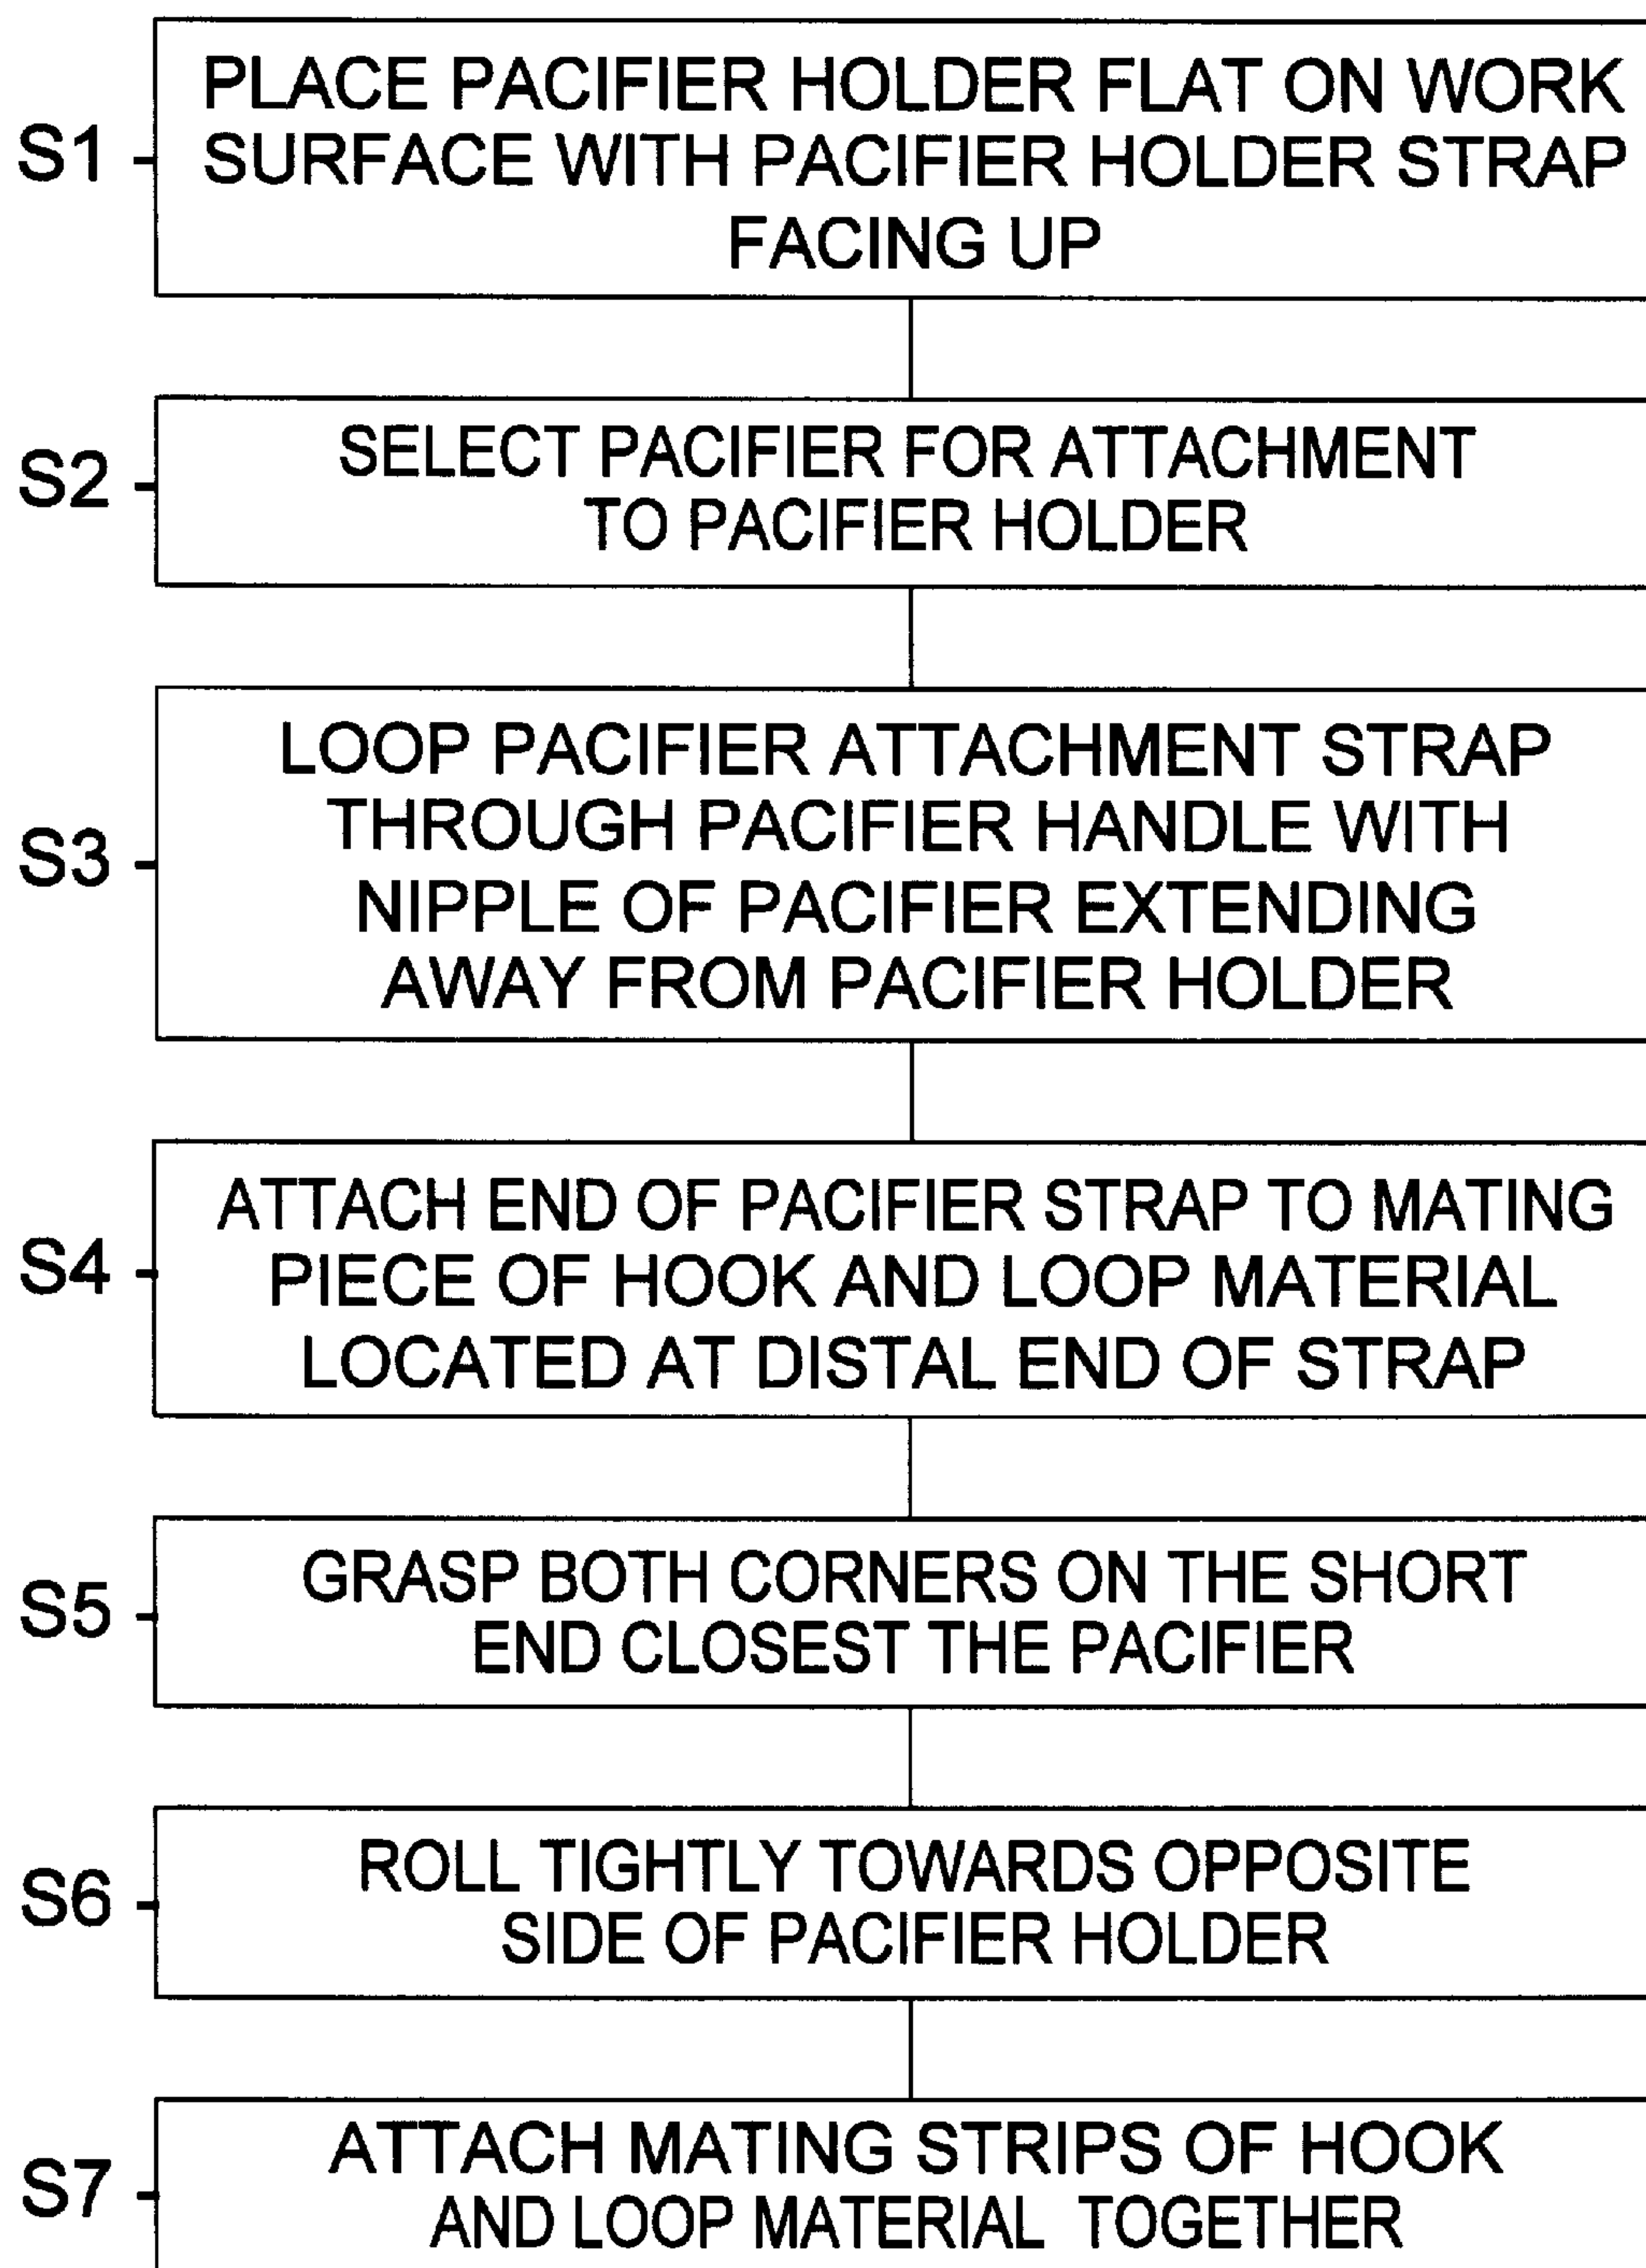 S1
PLACE PACIFIER HOLDER FLAT ON WORK
SURFACE WITH PACIFIER HOLDER STRAP
FACING UP
S2
SELECT PACIFIER FOR ATTACHMENT
TO PACIFIER HOLDER
S3
LOOP PACIFIER ATTACHMENT STRAP
THROUGH PACIFIER HANDLE WITH
NIPPLE OF PACIFIER EXTENDING
AWAY FROM PACIFIER HOLDER
S4
ATTACH END OF PACIFIER STRAP TO MATING
PIECE OF HOOK AND LOOP MATERIAL
LOCATED AT DISTAL END OF STRAP
S5
GRASP BOTH CORNERS ON THE SHORT
END CLOSEST THE PACIFIER
S6
ROLL TIGHTLY TOWARDS OPPOSITE
SIDE OF PACIFIER HOLDER
S7
ATTACH MATING STRIPS OF HOOK
AND LOOP MATERIAL TOGETHER